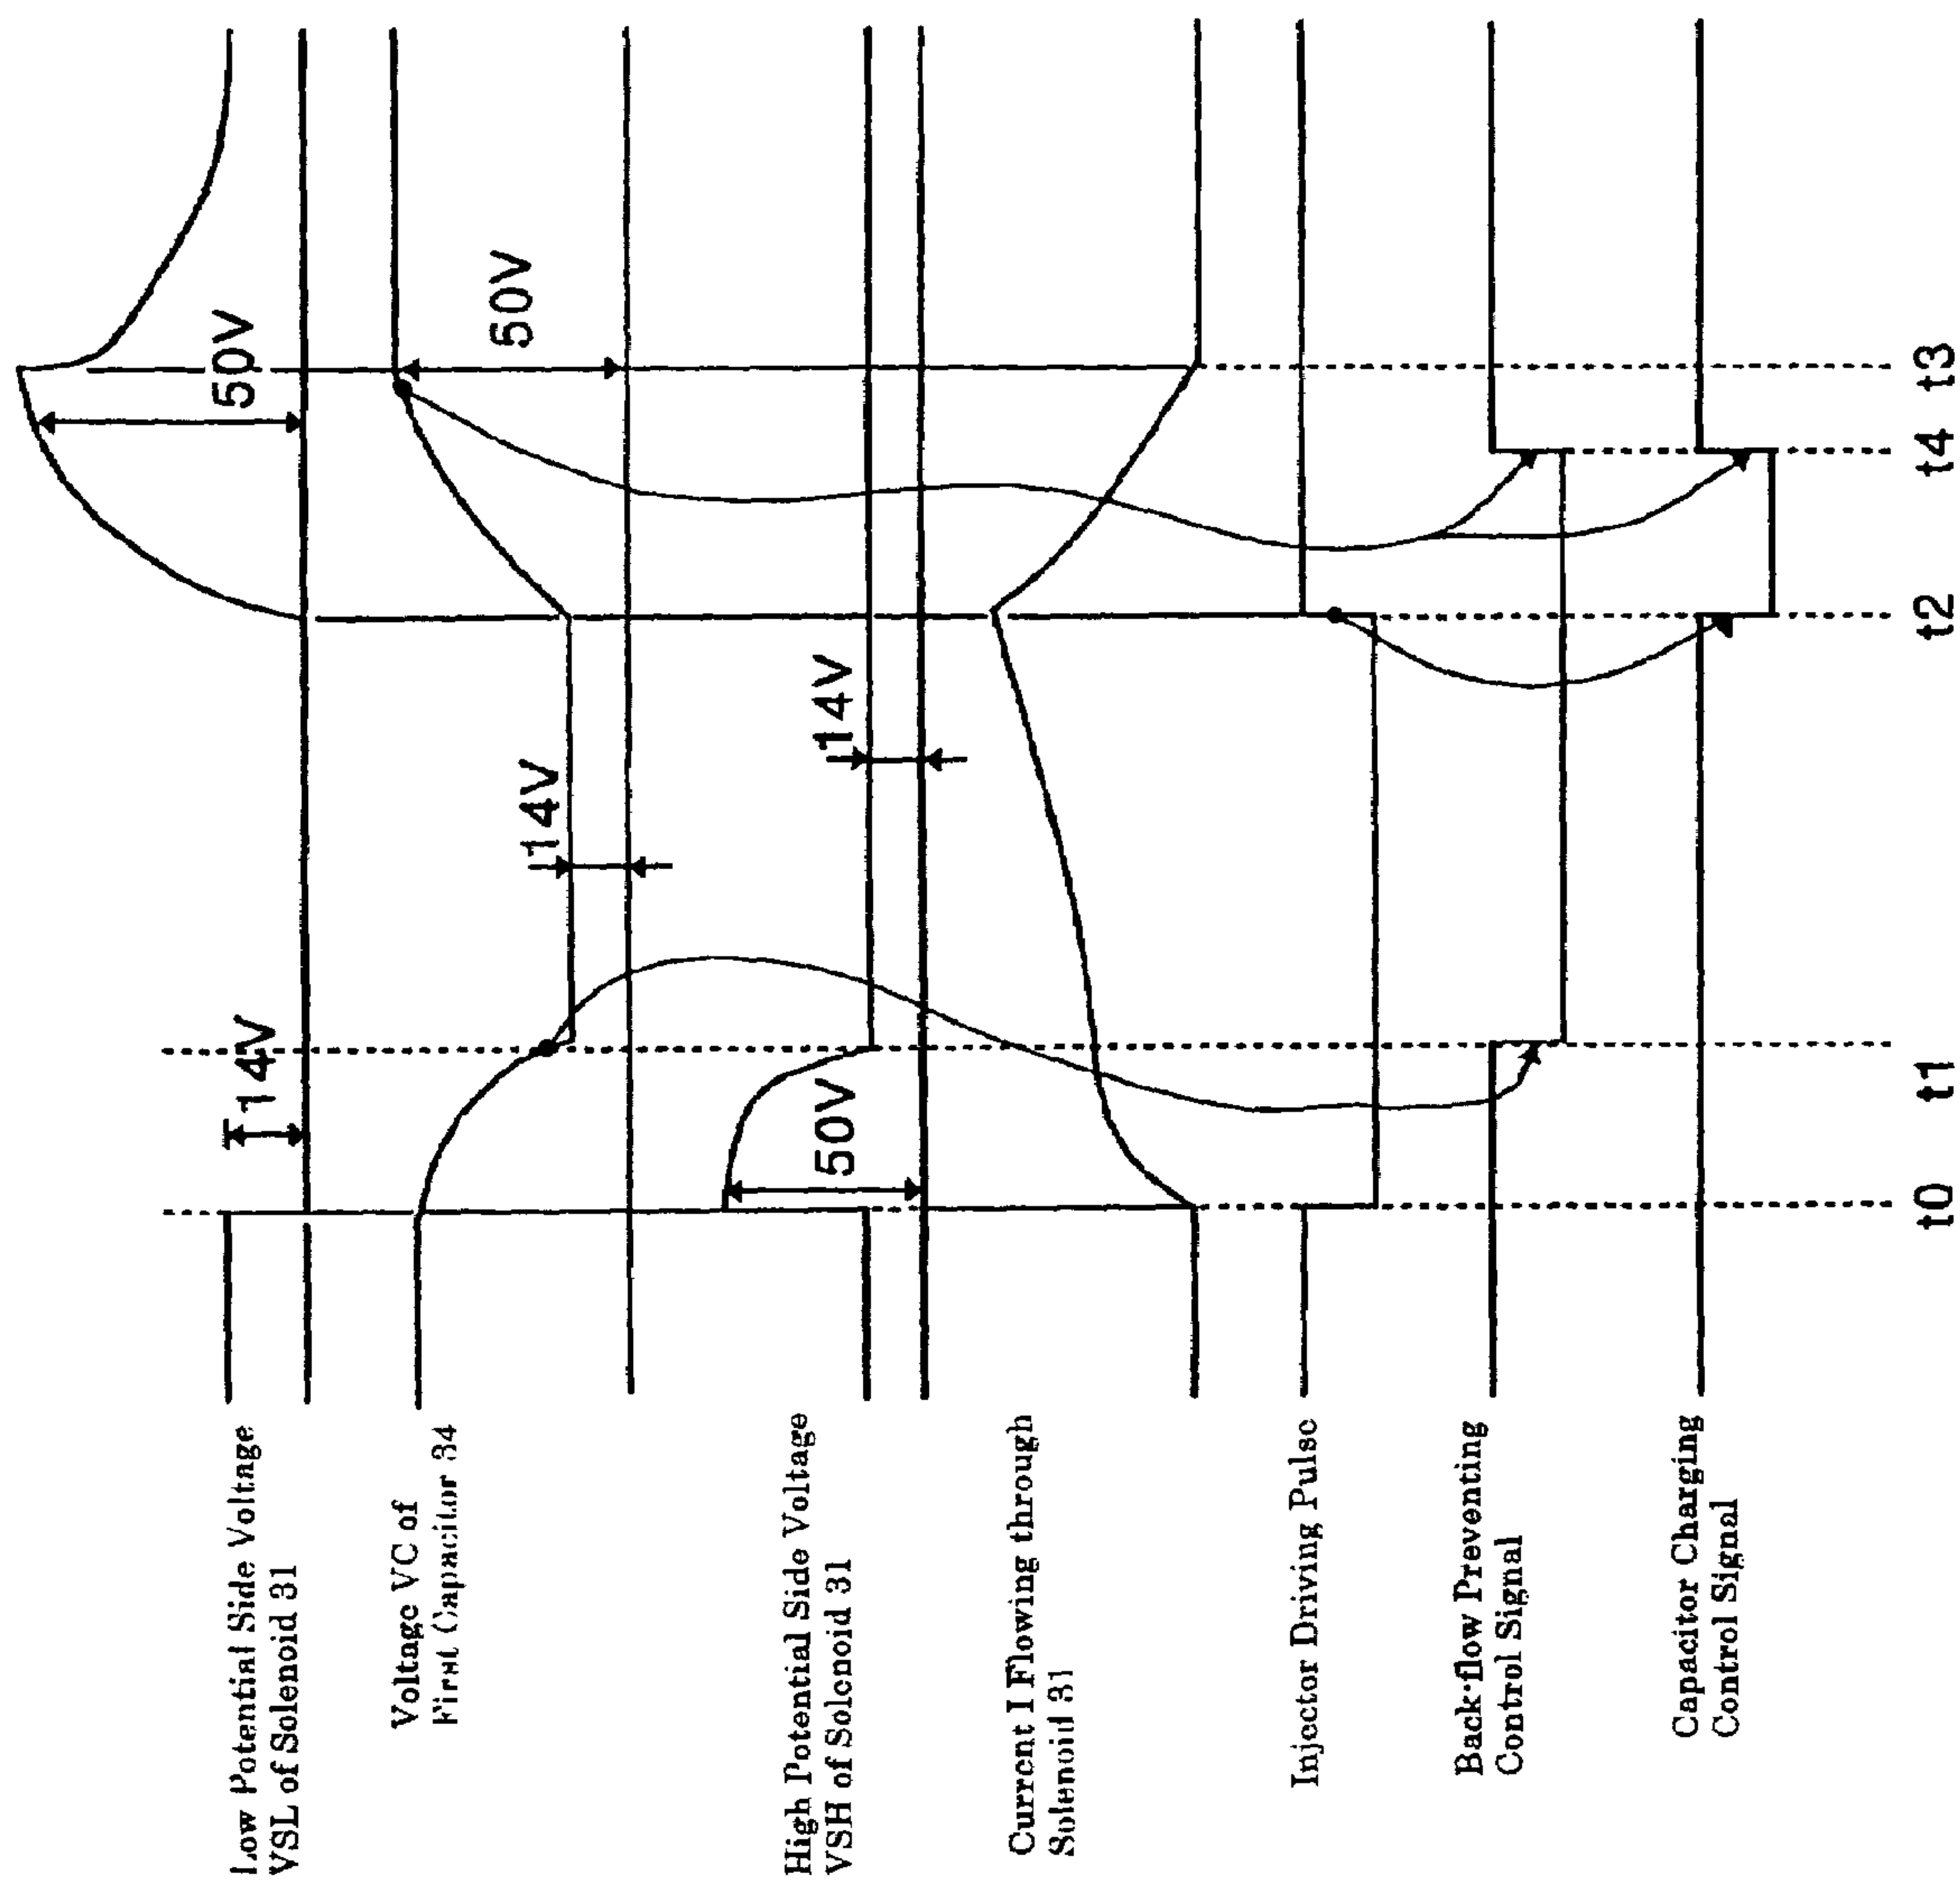 Low Potential Side Voltage
VSL of Solenoid 31
Voltage VC of
First Capacitor 34
High Potential Side Voltage
VSH of Solenoid 31
Current I Flowing through
Solenoid 31
Injector Driving Pulse
Back-flow Preventing
Control Signal
Capacitor Charging
Control Signal
14V
50V
14V
50V
50V
14V
t0
t1
t2
t4
t3